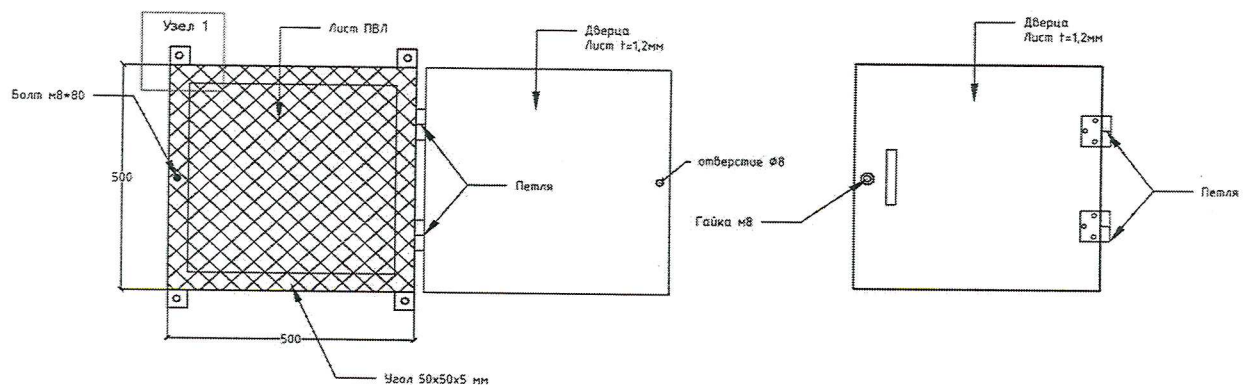 Узел 1
Лист ПВЛ
Дверца
Лист t=1,2мм
Болт м8*80
500
Петля
отверстие Ø8
500
Угол 50x50x5 мм
Дверца
Лист t=1,2мм
Гайка м8
Петля